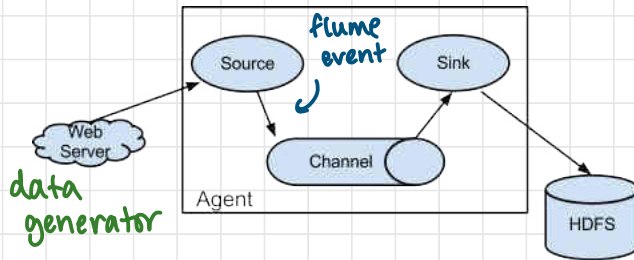 flume
event
Source
Sink
Web
Server
Channel
data
generator
Agent
HDFS